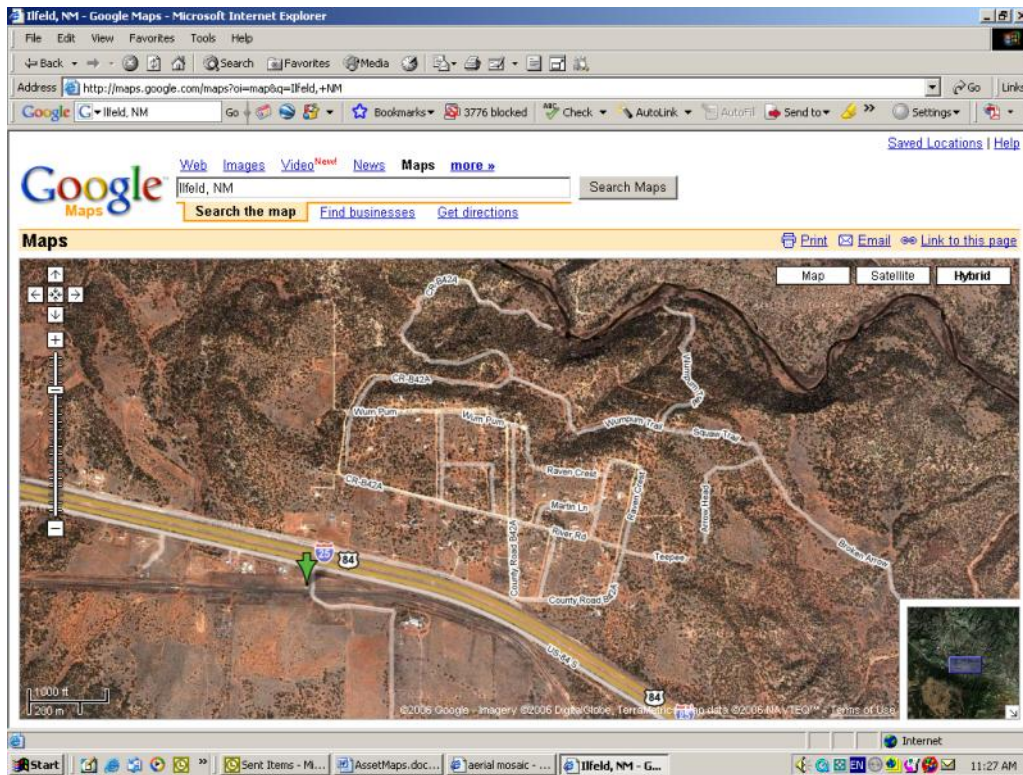 Ilfeld, NM - Google Maps - Microsoft Internet Explorer
File Edit View Favorites Tools Help
Back Search Favorites Media
Address http://maps.google.com/maps?oi=map&q=Ilfeld,+NM Go Links
Google G Ilfeld, NM Go Bookmarks 3776 blocked ABC Check AutoLink AutoFill Send to » Settings
Saved Locations | Help
Web Images Video New! News Maps more »
Google Maps
Ilfeld, NM Search Maps
Search the map Find businesses Get directions
Maps Print Email Link to this page
Map Satellite Hybrid
CR-B42A
Wumpum Trl
CR-B42A
Wum Pum
Wum Pum
Wumpum Trail
Squaw Trail
Raven Crest
CR-B42A
Raven Crest
Arrow Head
Martin Ln
County Road B42A
River Rd
Broken Arrow
25
84
Teepee
County Road B42A
US-84 S
84
25
1000 ft
200 m
©2006 Google - Imagery ©2006 DigitalGlobe, TerraMetrics, Map data ©2006 NAVTEQ™ - Terms of Use
Internet
Start » Sent Items - Mi... AssetMaps.doc... aerial mosaic - ... Ilfeld, NM - G... EN 11:27 AM